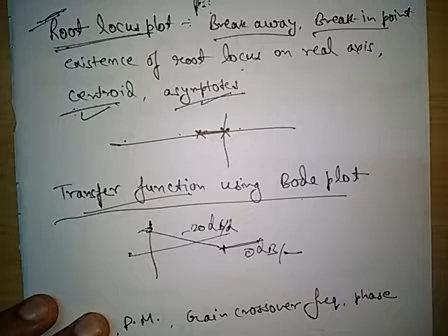 Root locus plot :- Break away, Break-in point
existence of root locus on real axis,
centroid, asymptotes
Transfer function using Bode plot
-20dB/d
0dB/
P.M., Gain crossover freq. phase